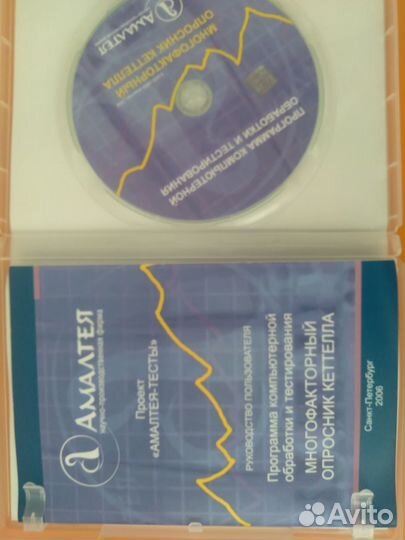 АМАЛТЕЯ
МНОГОФАКТОРНЫЙ
ОПРОСНИК КЕТТЕЛЛА
ПРОГРАММА КОМПЬЮТЕРНОЙ
ОБРАБОТКИ И ТЕСТИРОВАНИЯ
АМАЛТЕЯ
научно-производственная фирма
Проект
«АМАЛТЕЯ-ТЕСТЫ»
РУКОВОДСТВО ПОЛЬЗОВАТЕЛЯ
Программа компьютерной
обработки и тестирования
МНОГОФАКТОРНЫЙ
ОПРОСНИК КЕТТЕЛЛА
Санкт-Петербург
2006
Avito